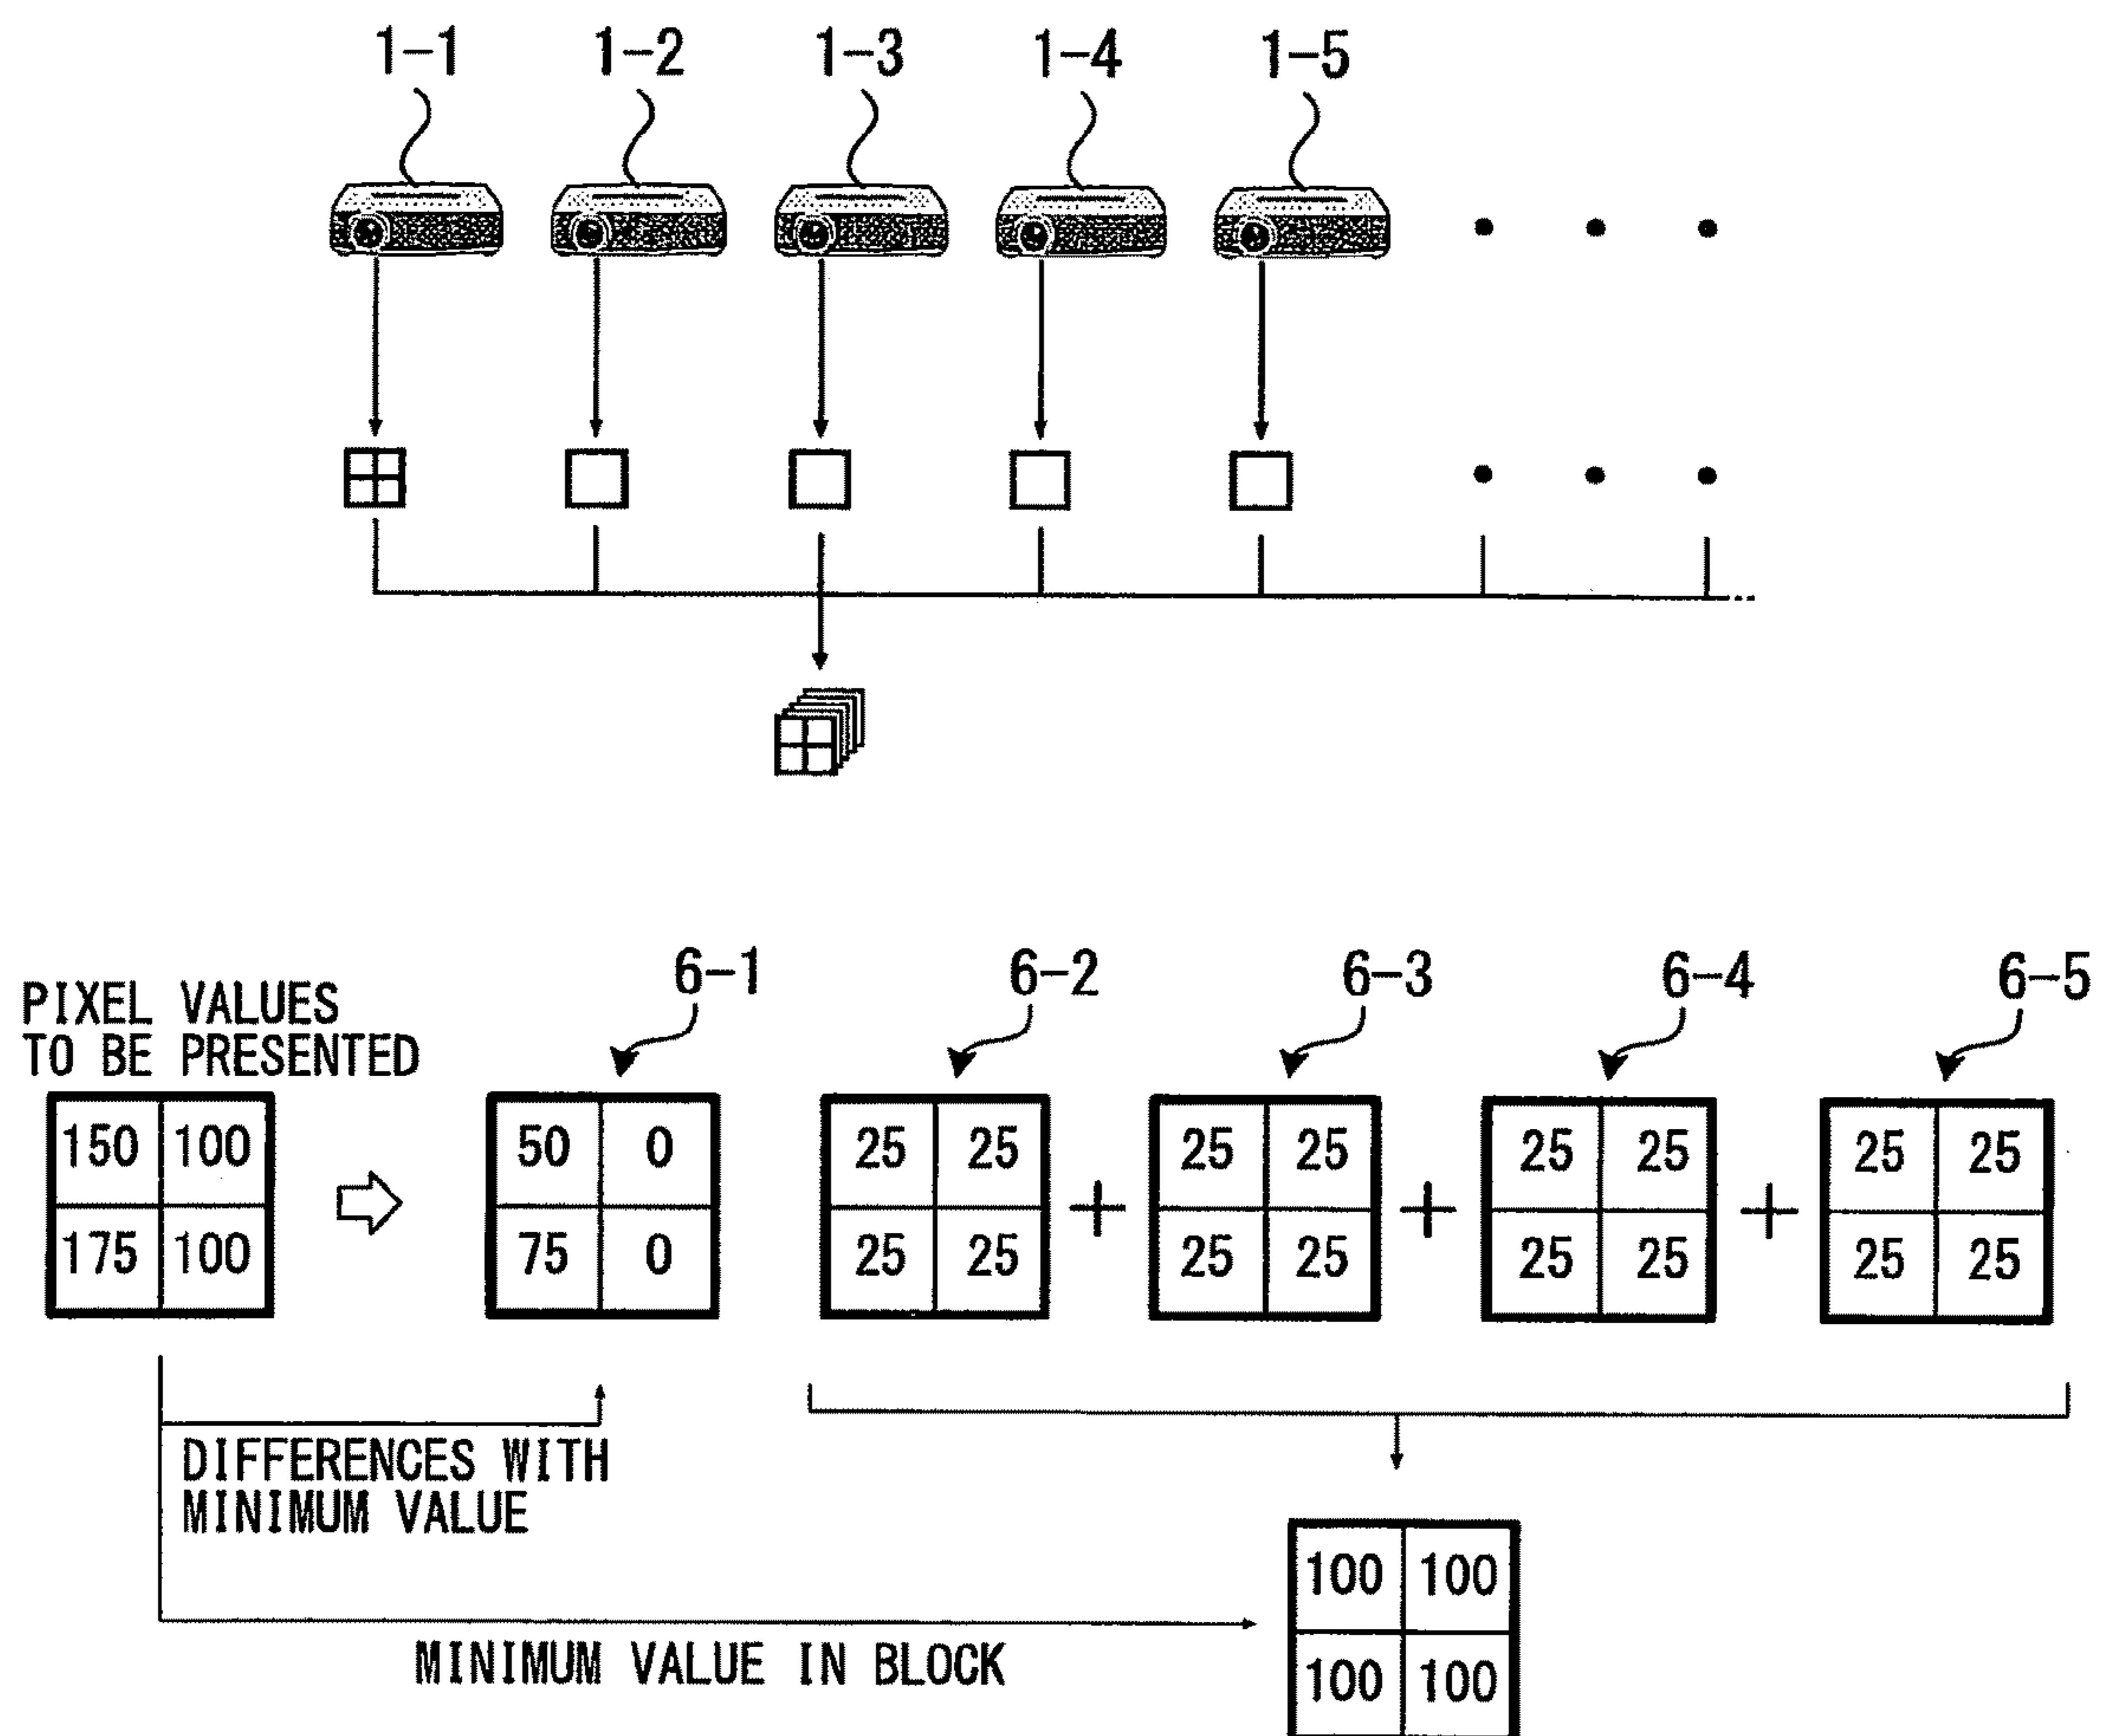 1-1 1-2 1-3 1-4 1-5
6-1 6-2 6-3 6-4 6-5
PIXEL VALUES
TO BE PRESENTED
150 100 50 0 25 25 + 25 25 + 25 25 + 25 25
175 100 75 0 25 25 25 25 25 25 25 25
DIFFERENCES WITH
MINIMUM VALUE
100 100
MINIMUM VALUE IN BLOCK
100 100